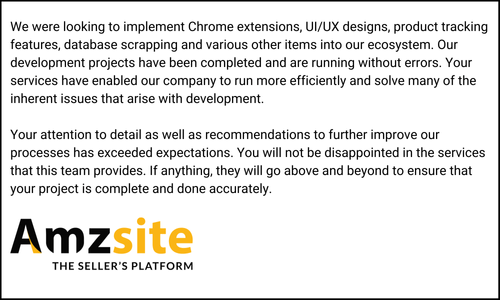 We were looking to implement Chrome extensions, UI/UX designs, product tracking
features, database scrapping and various other items into our ecosystem. Our
development projects have been completed and are running without errors. Your
services have enabled our company to run more efficiently and solve many of the
inherent issues that arise with development.
Your attention to detail as well as recommendations to further improve our
processes has exceeded expectations. You will not be disappointed in the services
that this team provides. If anything, they will go above and beyond to ensure that
your project is complete and done accurately.
Amzsite
THE SELLER'S PLATFORM